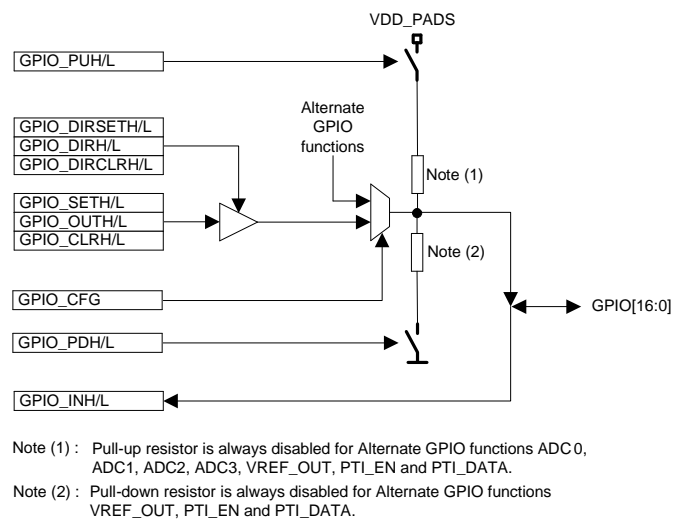 VDD_PADS
GPIO_PUH/L
Alternate
GPIO
functions
GPIO_DIRSETH/L
GPIO_DIRH/L
GPIO_DIRCLRH/L
Note (1)
GPIO_SETH/L
GPIO_OUTH/L
GPIO_CLRH/L
Note (2)
GPIO_CFG
GPIO[16:0]
GPIO_PDH/L
GPIO_INH/L
Note (1) : Pull-up resistor is always disabled for Alternate GPIO functions ADC0,
ADC1, ADC2, ADC3, VREF_OUT, PTI_EN and PTI_DATA.
Note (2) : Pull-down resistor is always disabled for Alternate GPIO functions
VREF_OUT, PTI_EN and PTI_DATA.